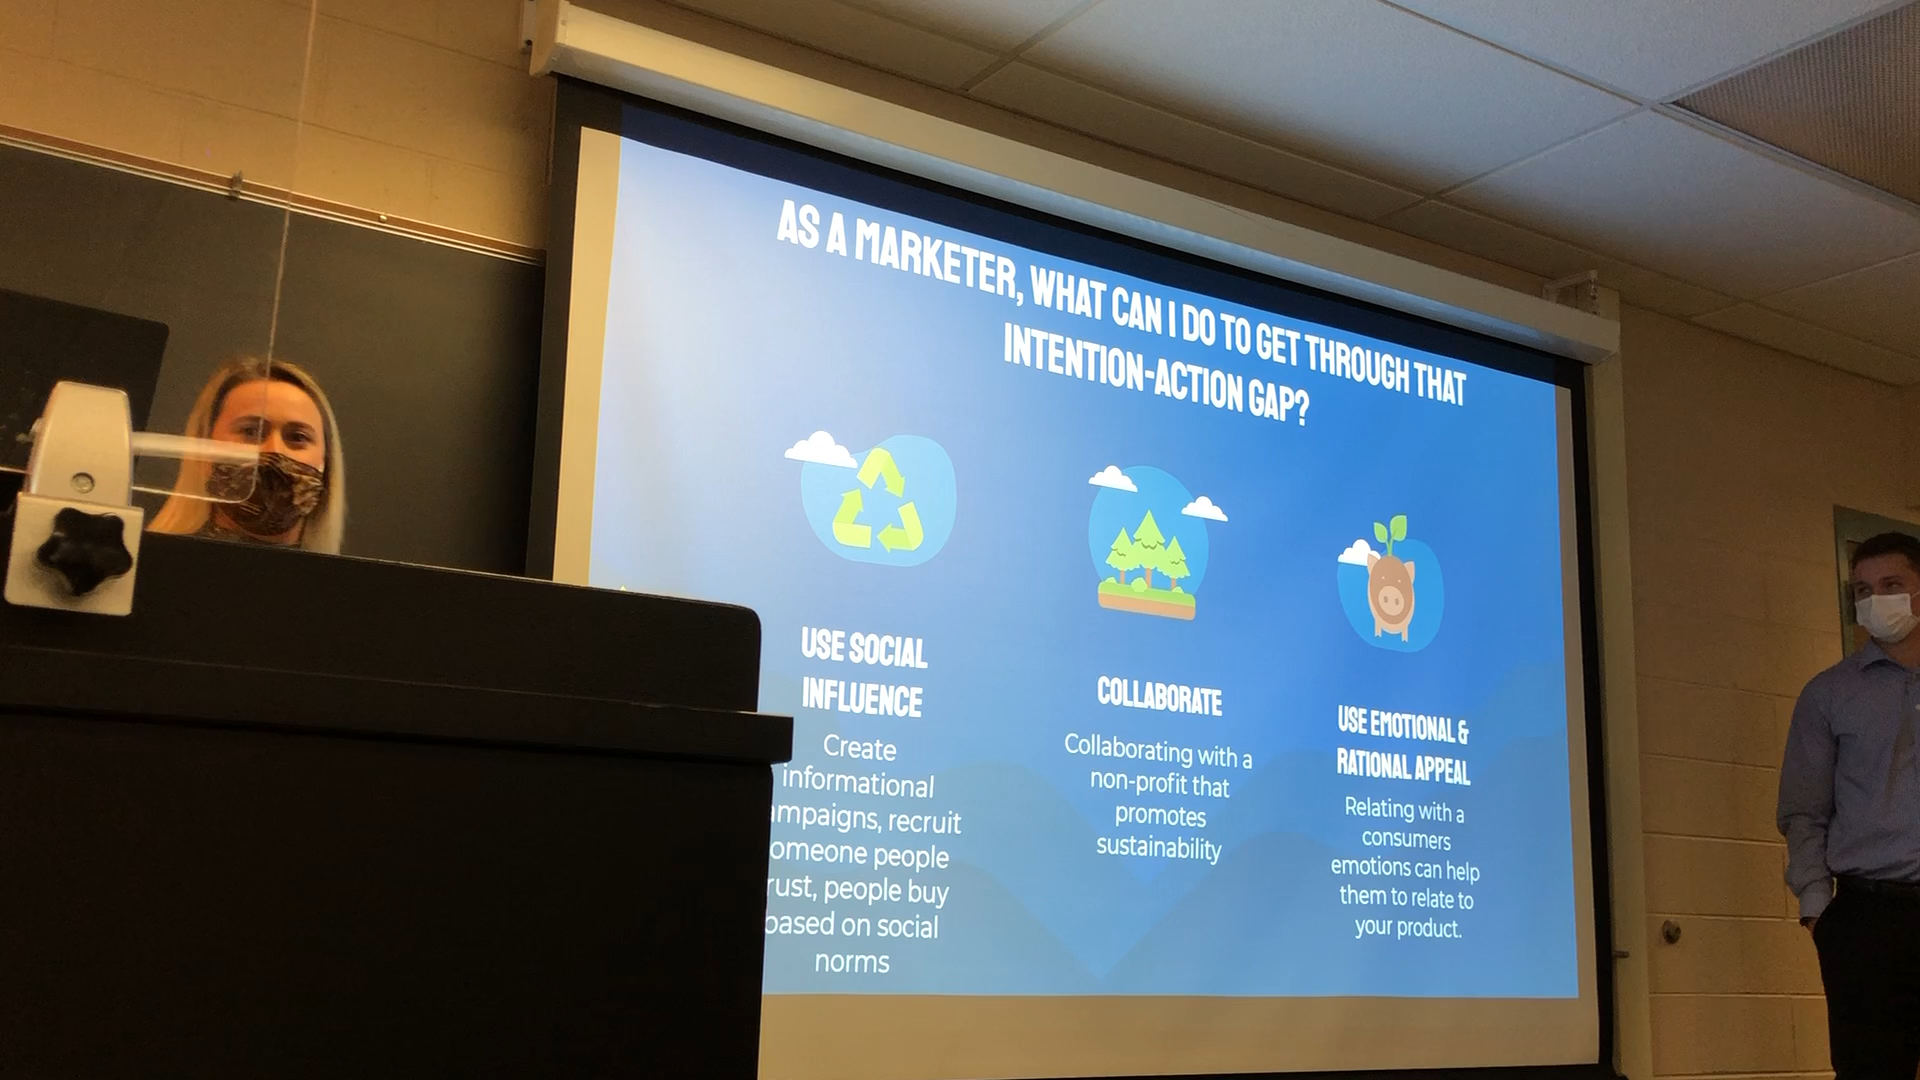 AS A MARKETER, WHAT CAN I DO TO GET THROUGH THAT
INTENTION-ACTION GAP?
USE SOCIAL
INFLUENCE
Create
informational
ampaigns, recruit
omeone people
rust, people buy
based on social
norms
COLLABORATE
Collaborating with a
non-profit that
promotes
sustainability
USE EMOTIONAL &
RATIONAL APPEAL
Relating with a
consumers
emotions can help
them to relate to
your product.